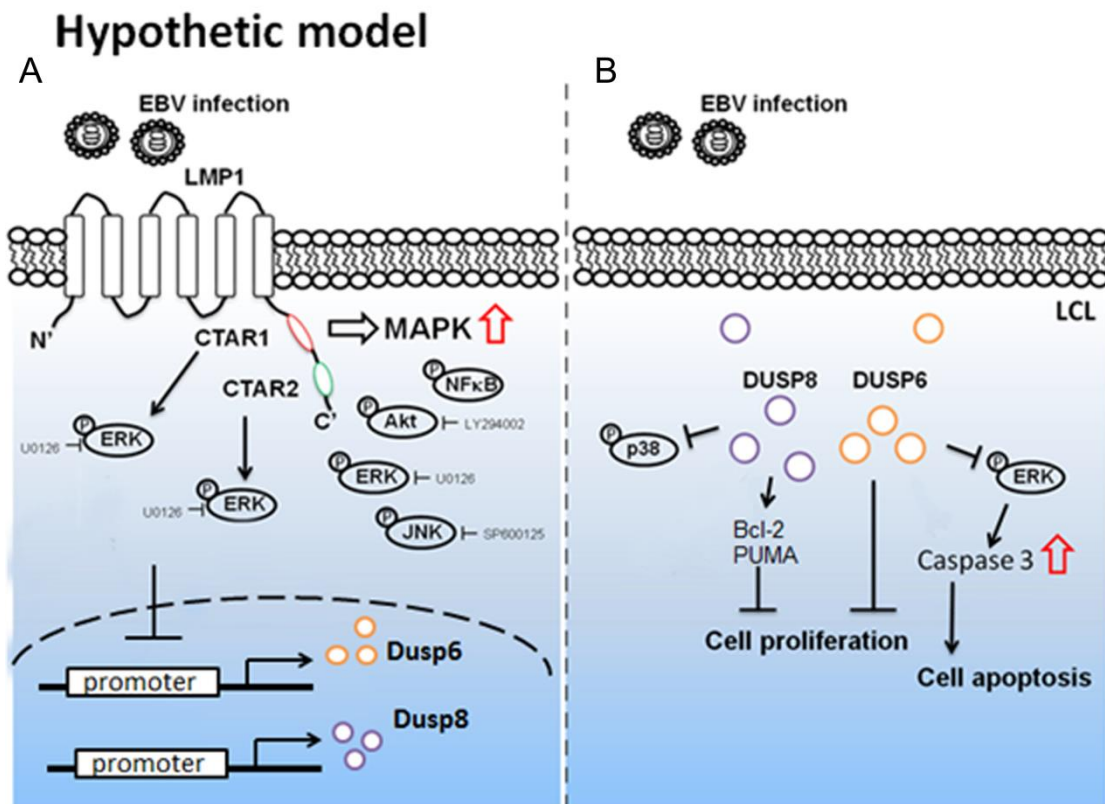 Hypothetic model
A
EBV infection
LMP1
N'
CTAR1
MAPK
CTAR2
C'
P
NFκB
P
Akt
LY294002
P
ERK
U0126
P
ERK
U0126
P
ERK
U0126
P
JNK
SP600125
promoter
Dusp6
promoter
Dusp8
B
EBV infection
LCL
DUSP8
DUSP6
P
p38
P
ERK
Bcl-2
PUMA
Caspase 3
Cell proliferation
Cell apoptosis